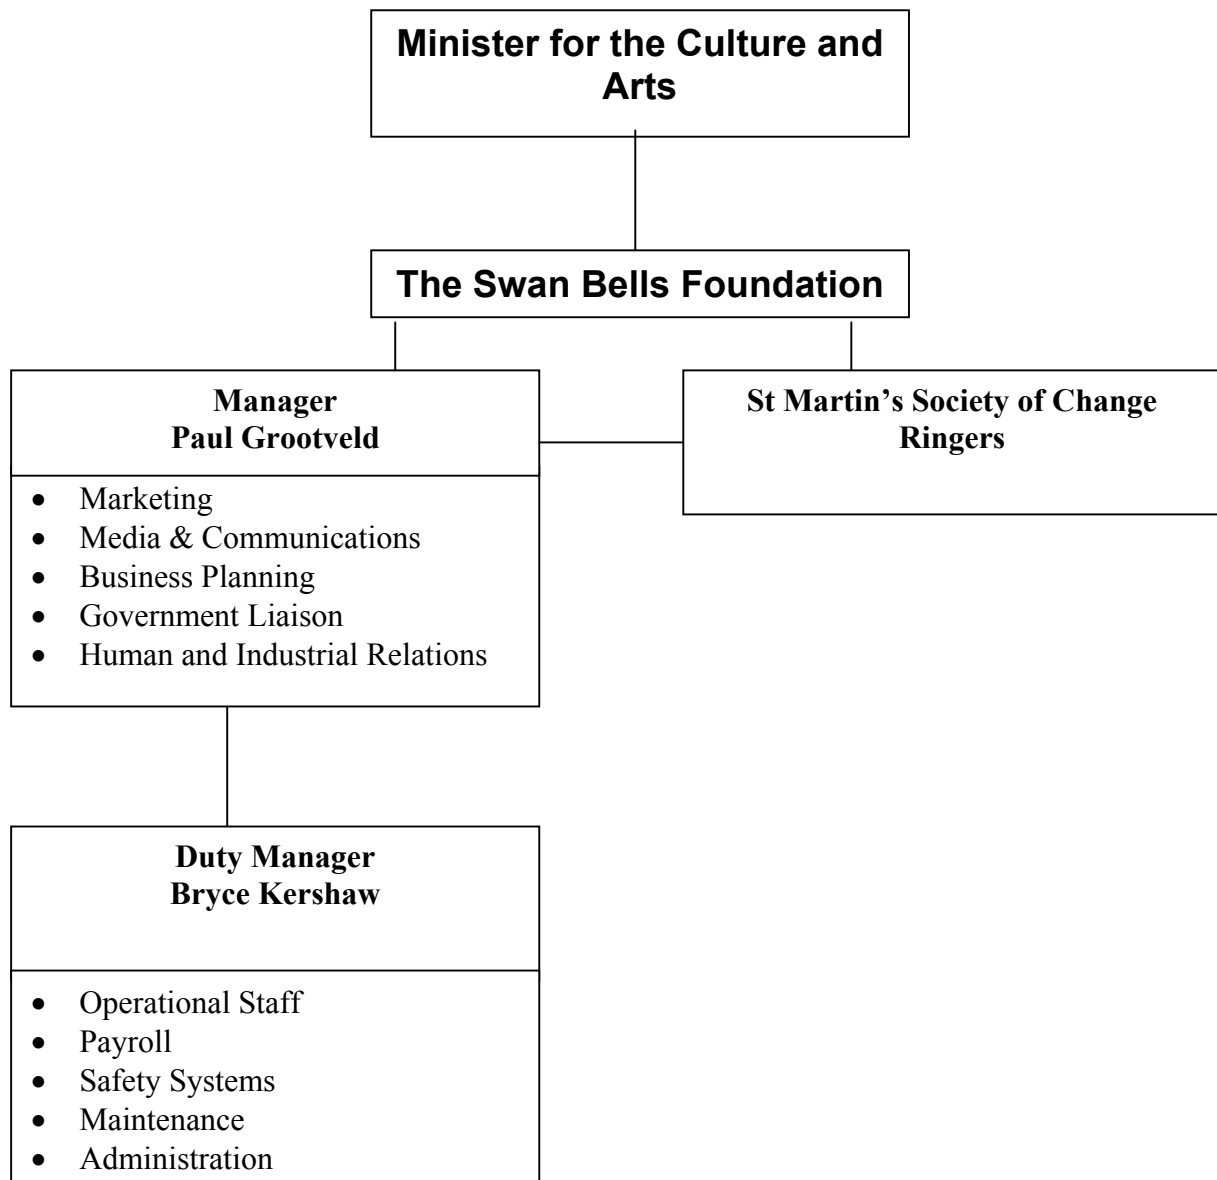 Minister for the Culture and
Arts
The Swan Bells Foundation
Manager
Paul Grootveld
• Marketing
• Media & Communications
• Business Planning
• Government Liaison
• Human and Industrial Relations
St Martin’s Society of Change
Ringers
Duty Manager
Bryce Kershaw
• Operational Staff
• Payroll
• Safety Systems
• Maintenance
• Administration